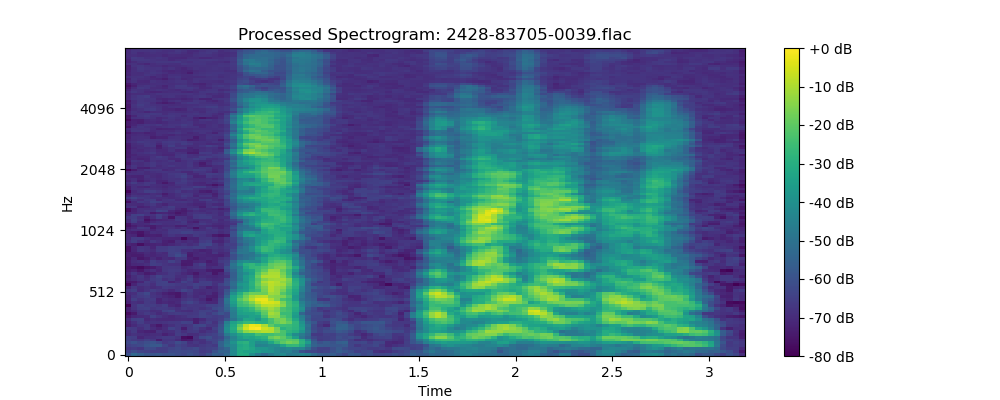 Processed Spectrogram: 2428-83705-0039.flac
Hz
4096
2048
1024
512
0
0
0.5
1
1.5
2
2.5
3
Time
+0 dB
-10 dB
-20 dB
-30 dB
-40 dB
-50 dB
-60 dB
-70 dB
-80 dB